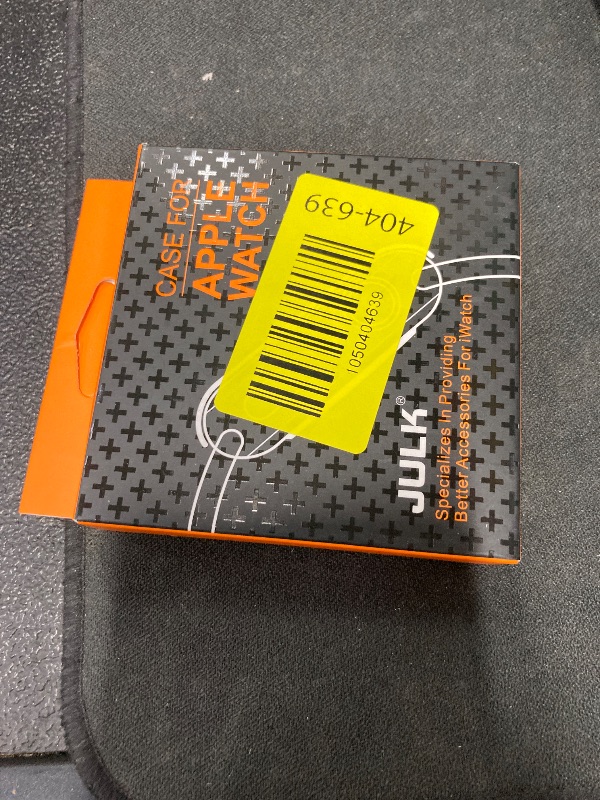 CASE FOR
APPLE
WATCH
404-639
1050404639
JULK®
Specializes In Providing
Better Accessories For iWatch